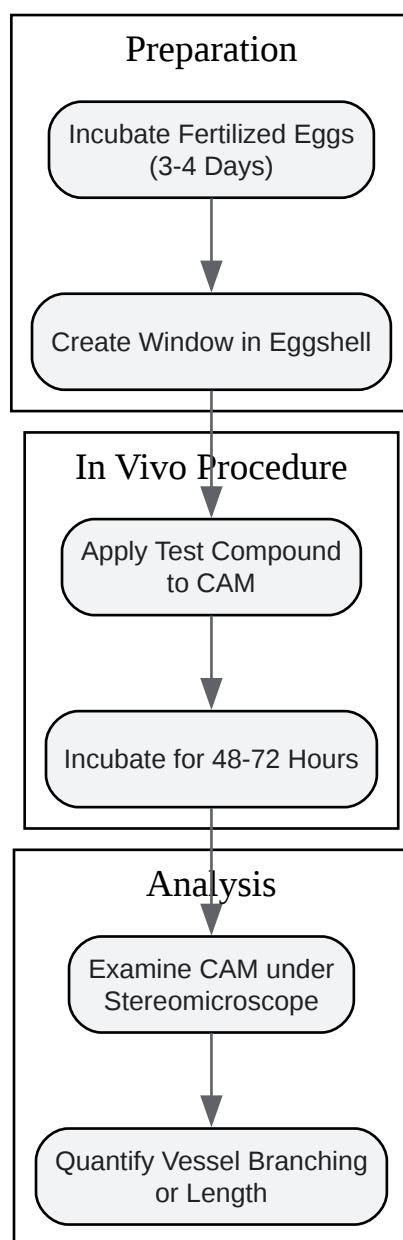 Preparation
Incubate Fertilized Eggs
(3-4 Days)
Create Window in Eggshell
In Vivo Procedure
Apply Test Compound
to CAM
Incubate for 48-72 Hours
Analysis
Examine CAM under
Stereomicroscope
Quantify Vessel Branching
or Length